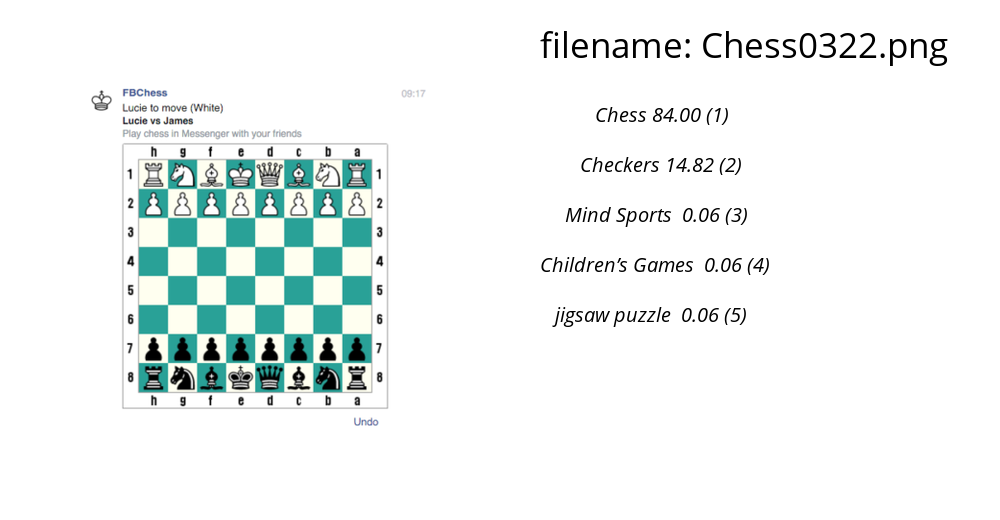 filename: Chess0322.png
FBChess 09:17
Lucie to move (White)
Lucie vs James
Play chess in Messenger with your friends
h g f e d c b a
1 1
2 2
3 3
4 4
5 5
6 6
7 7
8 8
h g f e d c b a
Undo
Chess 84.00 (1)
Checkers 14.82 (2)
Mind Sports 0.06 (3)
Children’s Games 0.06 (4)
jigsaw puzzle 0.06 (5)